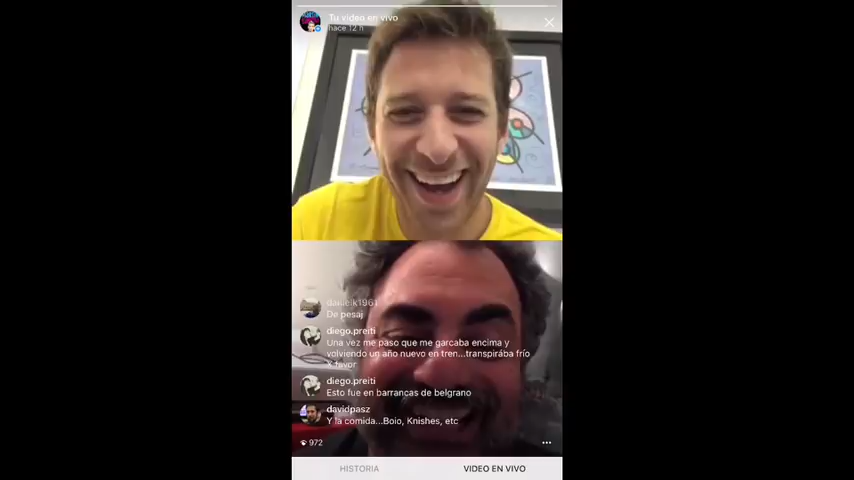 Tu video en vivo
hace 12 h
danielk1961
De pesaj
diego.preiti
Una vez me paso que me garcaba encima y
volviendo un año nuevo en tren...transpirába frío
X favor
diego.preiti
Esto fue en barrancas de belgrano
davidpasz
Y la comida...Boio, Knishes, etc
972
HISTORIA
VIDEO EN VIVO